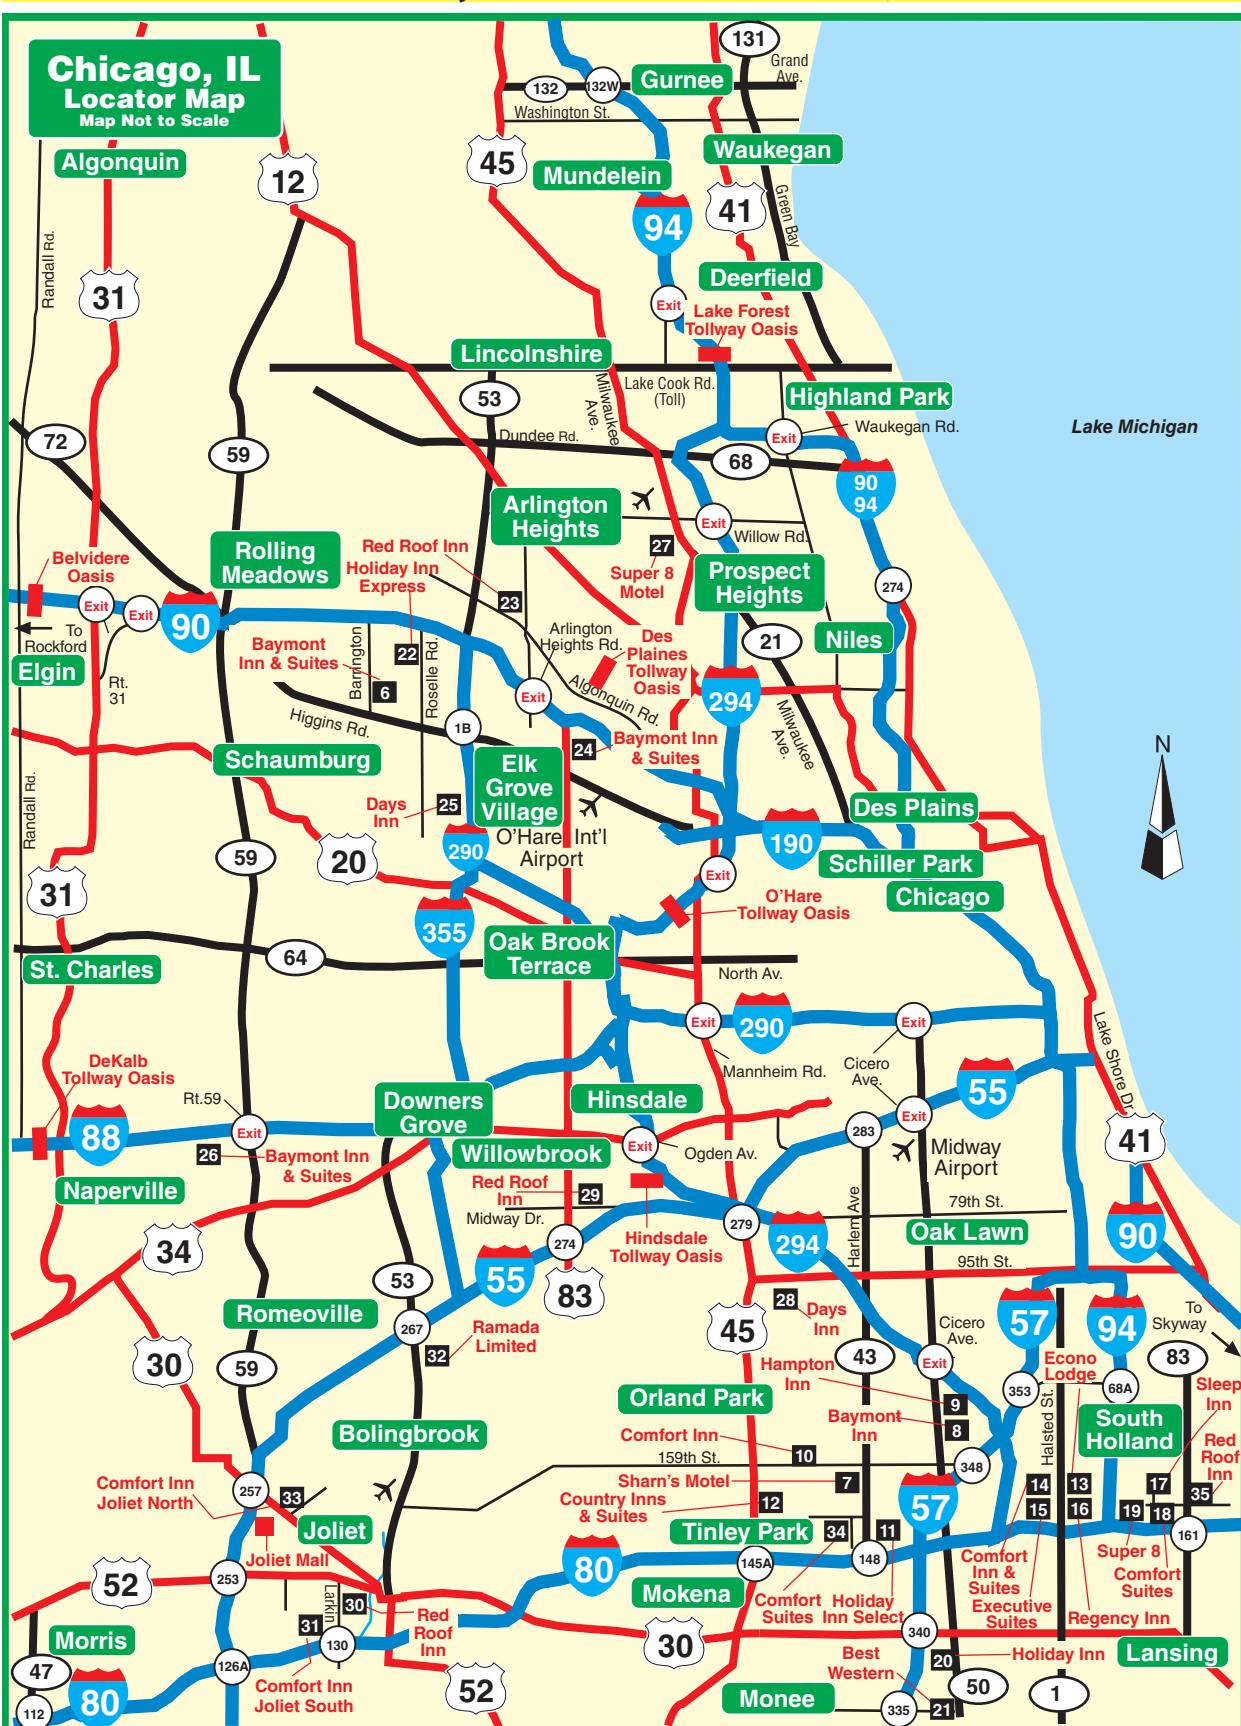 Chicago, IL
Locator Map
Map Not to Scale
131
Grand
Ave.
132
132W
Gurnee
Washington St.
Algonquin
12
45
Mundelein
Waukegan
41
Green Bay
94
Randall Rd.
31
Deerfield
Exit
Lake Forest
Tollway Oasis
Lincolnshire
Lake Cook Rd.
(Toll)
Milwaukee
Ave.
53
Highland Park
Waukegan Rd.
Exit
Lake Michigan
72
59
Dundee Rd.
68
90
94
Arlington
Heights
Exit
Willow Rd.
Rolling
Meadows
Red Roof Inn
Holiday Inn
Express
27
Super 8
Motel
Prospect
Heights
Belvidere
Oasis
Exit
Exit
90
23
274
To
Rockford
Elgin
Rt.
31
Baymont
Inn & Suites
6
Barrington
22
Roselle Rd.
Arlington
Heights Rd.
Des
Plaines
Tollway
Oasis
21
Niles
Exit
Algonquin Rd.
294
Higgins Rd.
1B
Milwaukee
Ave.
24
Baymont Inn
& Suites
N
Schaumburg
Elk
Grove
Village
Randall Rd.
Days
Inn
25
Des Plains
O'Hare Int'l
Airport
190
59
20
290
Schiller Park
31
Exit
Chicago
O'Hare
Tollway Oasis
355
Oak Brook
Terrace
64
St. Charles
North Av.
Exit
290
Exit
Lake Shore Dr.
DeKalb
Tollway Oasis
Mannheim Rd.
Cicero
Ave.
55
Rt.59
Downers
Grove
Hinsdale
88
Exit
Exit
283
Exit
41
26
Baymont Inn
& Suites
Willowbrook
Ogden Av.
Midway
Airport
Naperville
Red Roof
Inn
29
Midway Dr.
79th St.
Harlem Ave
279
274
Hindsdale
Tollway Oasis
294
Oak Lawn
90
34
55
95th St.
53
83
Romeoville
28
Days
Inn
57
94
To
Skyway
267
Ramada
Limited
32
45
Cicero
Ave.
30
59
43
Exit
Econo
Lodge
83
Hampton
Inn
353
68A
Sleep
Inn
Orland Park
9
Halsted St.
Bolingbrook
Baymont
Inn
8
South
Holland
Comfort Inn
10
Red
Roof
Inn
159th St.
348
Comfort Inn
Joliet North
257
33
Sharn's Motel
7
14
13
17
35
Country Inns
& Suites
12
57
15
16
19
18
Joliet
Tinley Park
34
11
161
Joliet Mall
80
145A
148
Comfort
Inn &
Suites
Super 8
52
253
Mokena
Comfort
Suites
Executive
Suites
Comfort
Suites
Holiday
Inn Select
Regency Inn
Larkin
30
Red
Roof
Inn
31
Morris
130
30
340
Lansing
47
126A
Best
Western
20
Holiday Inn
80
Comfort Inn
Joliet South
52
Monee
50
1
112
335
21